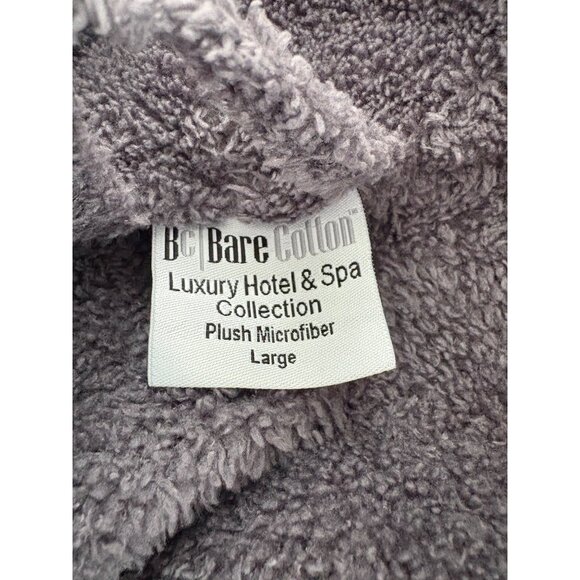 Bc|Bare Cotton™
Luxury Hotel & Spa
Collection
Plush Microfiber
Large